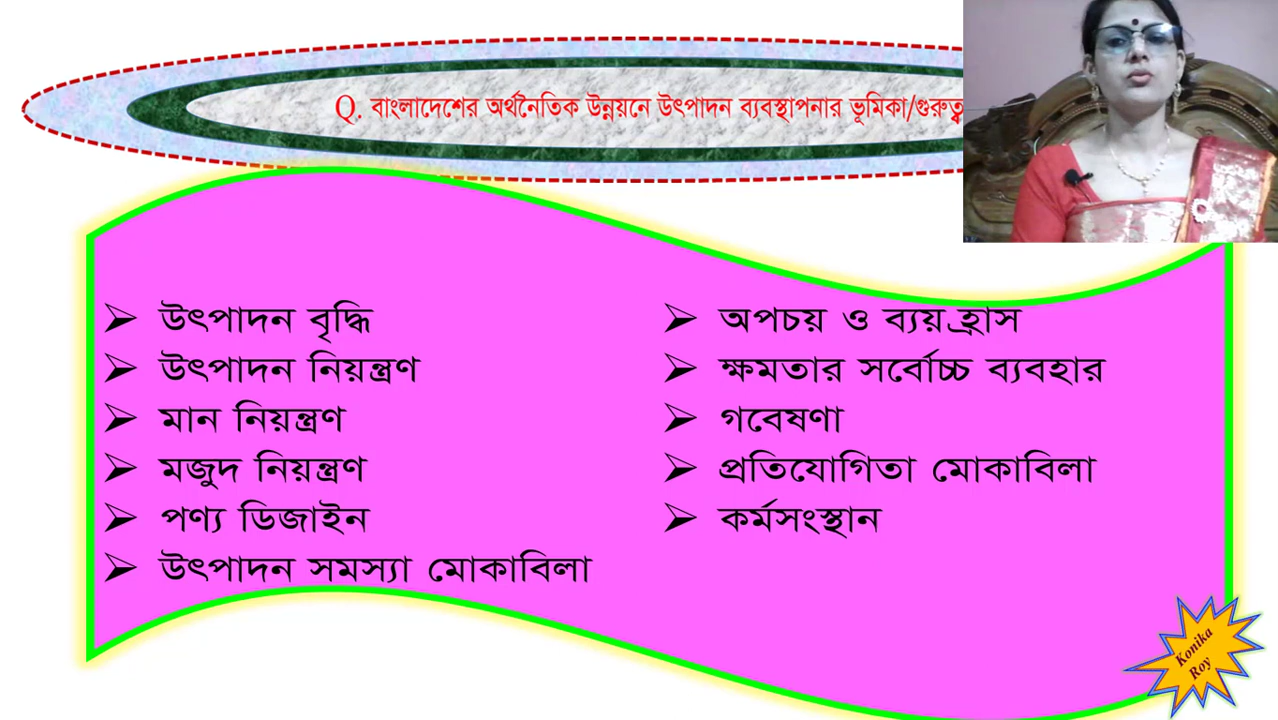 Q. বাংলাদেশের অর্থনৈতিক উন্নয়নে উৎপাদন ব্যবস্থাপনার ভূমিকা/গুরুত্ব
➢ উৎপাদন বৃদ্ধি
➢ উৎপাদন নিয়ন্ত্রণ
➢ মান নিয়ন্ত্রণ
➢ মজুদ নিয়ন্ত্রণ
➢ পণ্য ডিজাইন
➢ উৎপাদন সমস্যা মোকাবিলা
➢ অপচয় ও ব্যয় হ্রাস
➢ ক্ষমতার সর্বোচ্চ ব্যবহার
➢ গবেষণা
➢ প্রতিযোগিতা মোকাবিলা
➢ কর্মসংস্থান
Konika
Roy